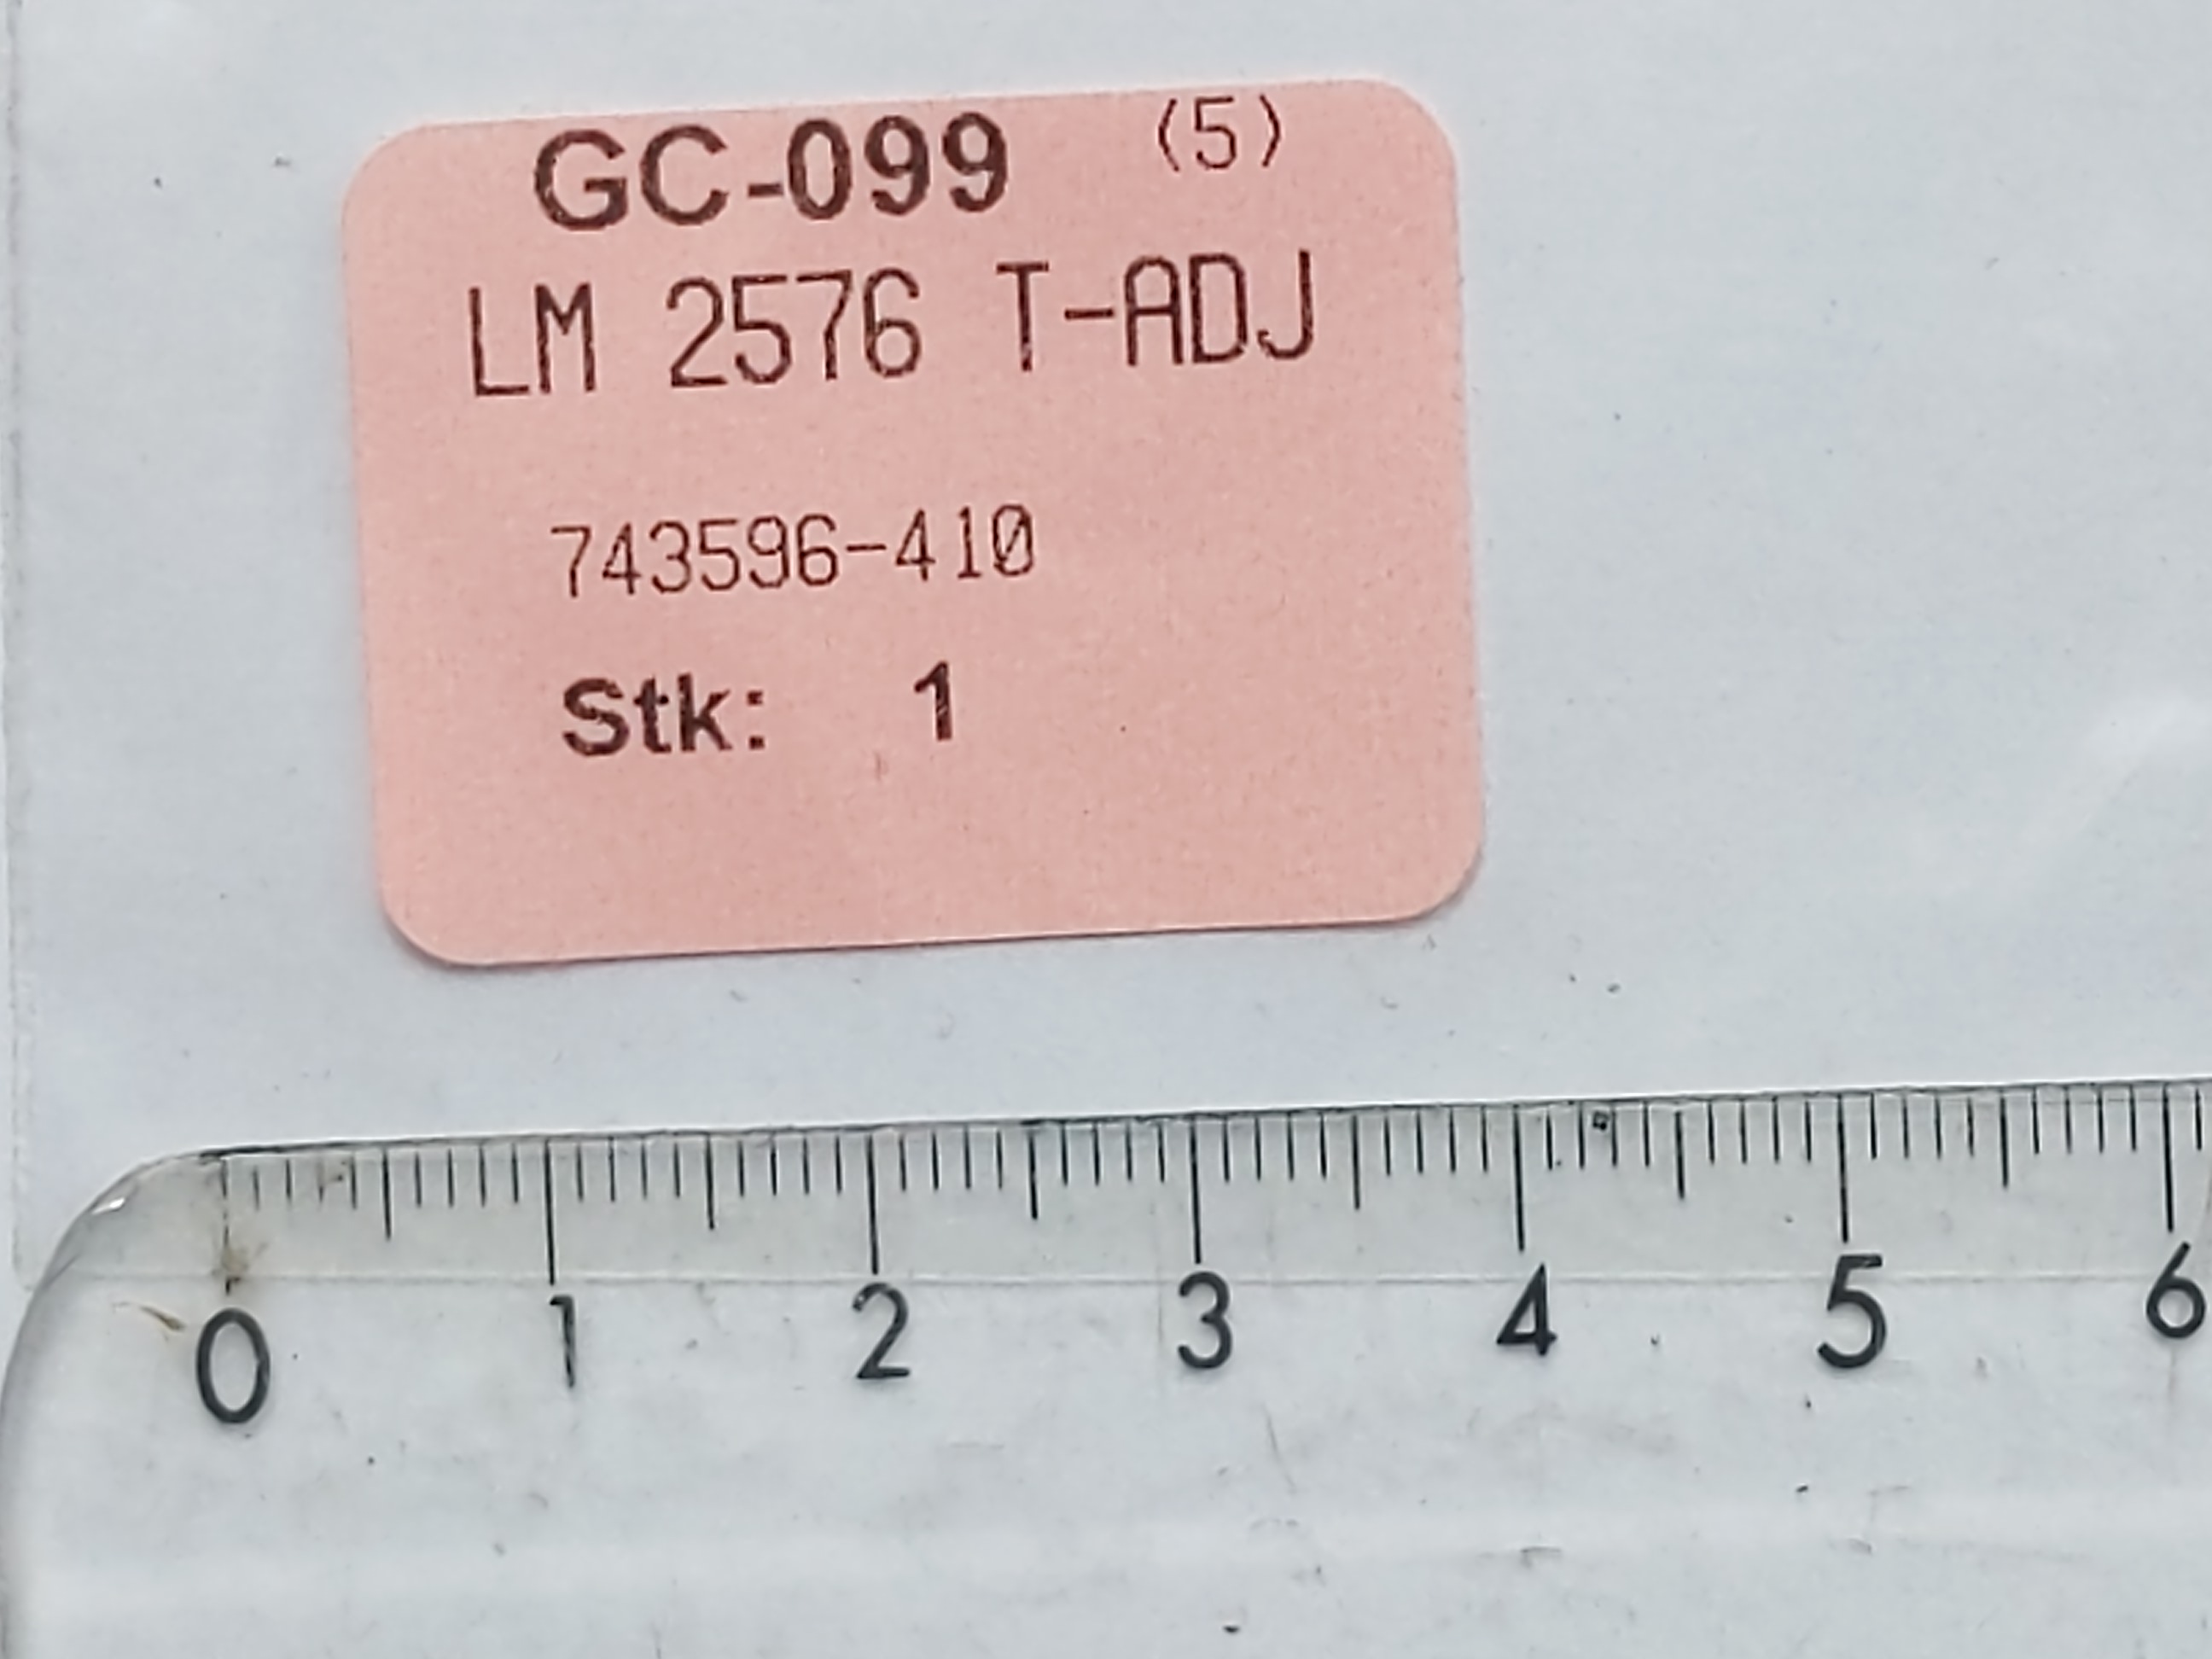 GC-099 (5)
LM 2576 T-ADJ
743596-410
Stk: 1
0 1 2 3 4 5 6